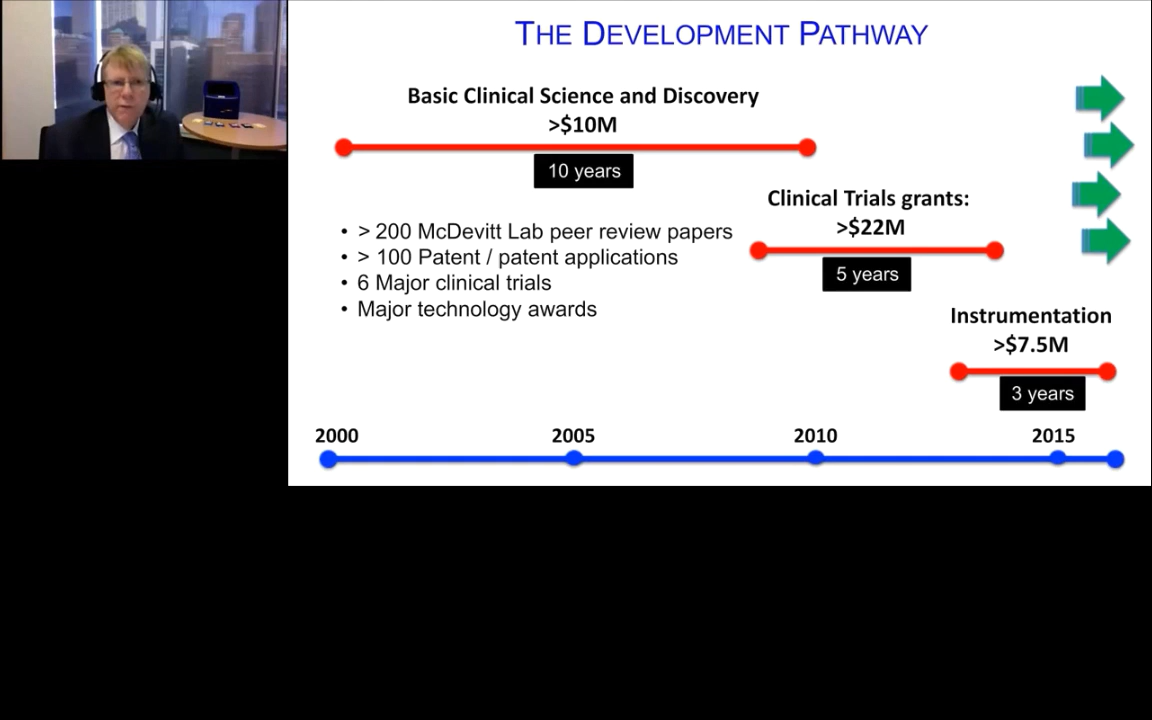 THE DEVELOPMENT PATHWAY
Basic Clinical Science and Discovery
>$10M
10 years
• > 200 McDevitt Lab peer review papers
• > 100 Patent / patent applications
• 6 Major clinical trials
• Major technology awards
Clinical Trials grants:
>$22M
5 years
Instrumentation
>$7.5M
3 years
2000 2005 2010 2015